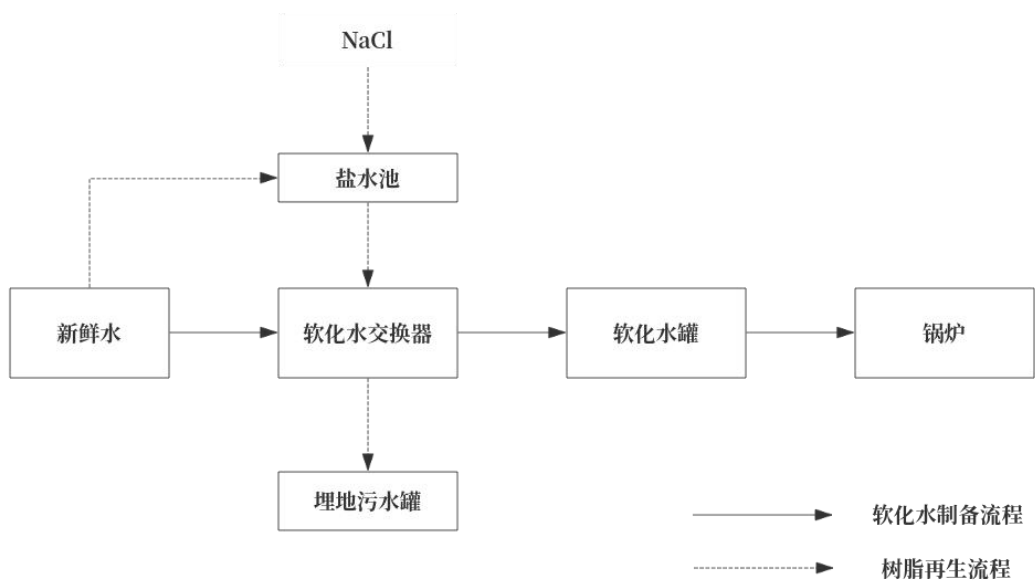 NaCl
盐水池
新鲜水
软化水交换器
软化水罐
锅炉
埋地污水罐
软化水制备流程
树脂再生流程